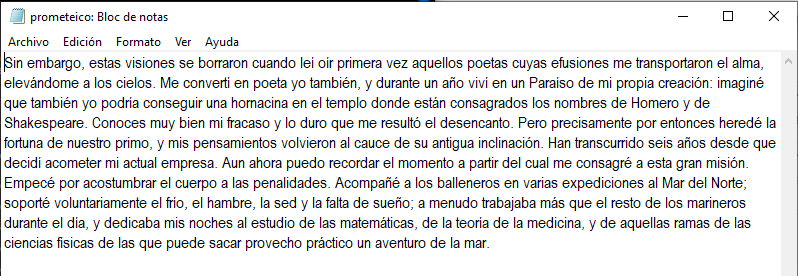 prometeico: Bloc de notas
Archivo Edición Formato Ver Ayuda
Sin embargo, estas visiones se borraron cuando leí oir primera vez aquellos poetas cuyas efusiones me transportaron el alma,
elevándome a los cielos. Me convertí en poeta yo también, y durante un año viví en un Paraíso de mi propia creación: imaginé
que también yo podría conseguir una hornacina en el templo donde están consagrados los nombres de Homero y de
Shakespeare. Conoces muy bien mi fracaso y lo duro que me resultó el desencanto. Pero precisamente por entonces heredé la
fortuna de nuestro primo, y mis pensamientos volvieron al cauce de su antigua inclinación. Han transcurrido seis años desde que
decidí acometer mi actual empresa. Aun ahora puedo recordar el momento a partir del cual me consagré a esta gran misión.
Empecé por acostumbrar el cuerpo a las penalidades. Acompañé a los balleneros en varias expediciones al Mar del Norte;
soporté voluntariamente el frío, el hambre, la sed y la falta de sueño; a menudo trabajaba más que el resto de los marineros
durante el día, y dedicaba mis noches al estudio de las matemáticas, de la teoría de la medicina, y de aquellas ramas de las
ciencias físicas de las que puede sacar provecho práctico un aventuro de la mar.